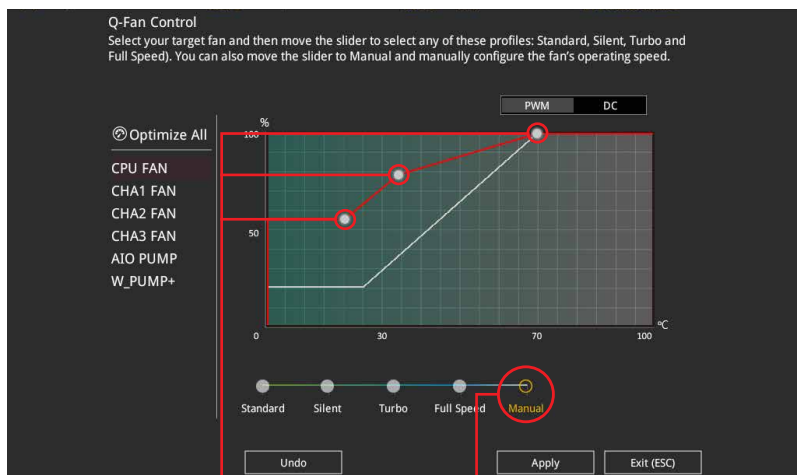 Q-Fan Control
Select your target fan and then move the slider to select any of these profiles: Standard, Silent, Turbo and
Full Speed). You can also move the slider to Manual and manually configure the fan's operating speed.
PWM DC
%
Optimize All
100
CPU FAN
CHA1 FAN
CHA2 FAN
CHA3 FAN
50
AIO PUMP
W_PUMP+
°C
0 30 70 100
Standard Silent Turbo Full Speed Manual
Undo Apply Exit (ESC)